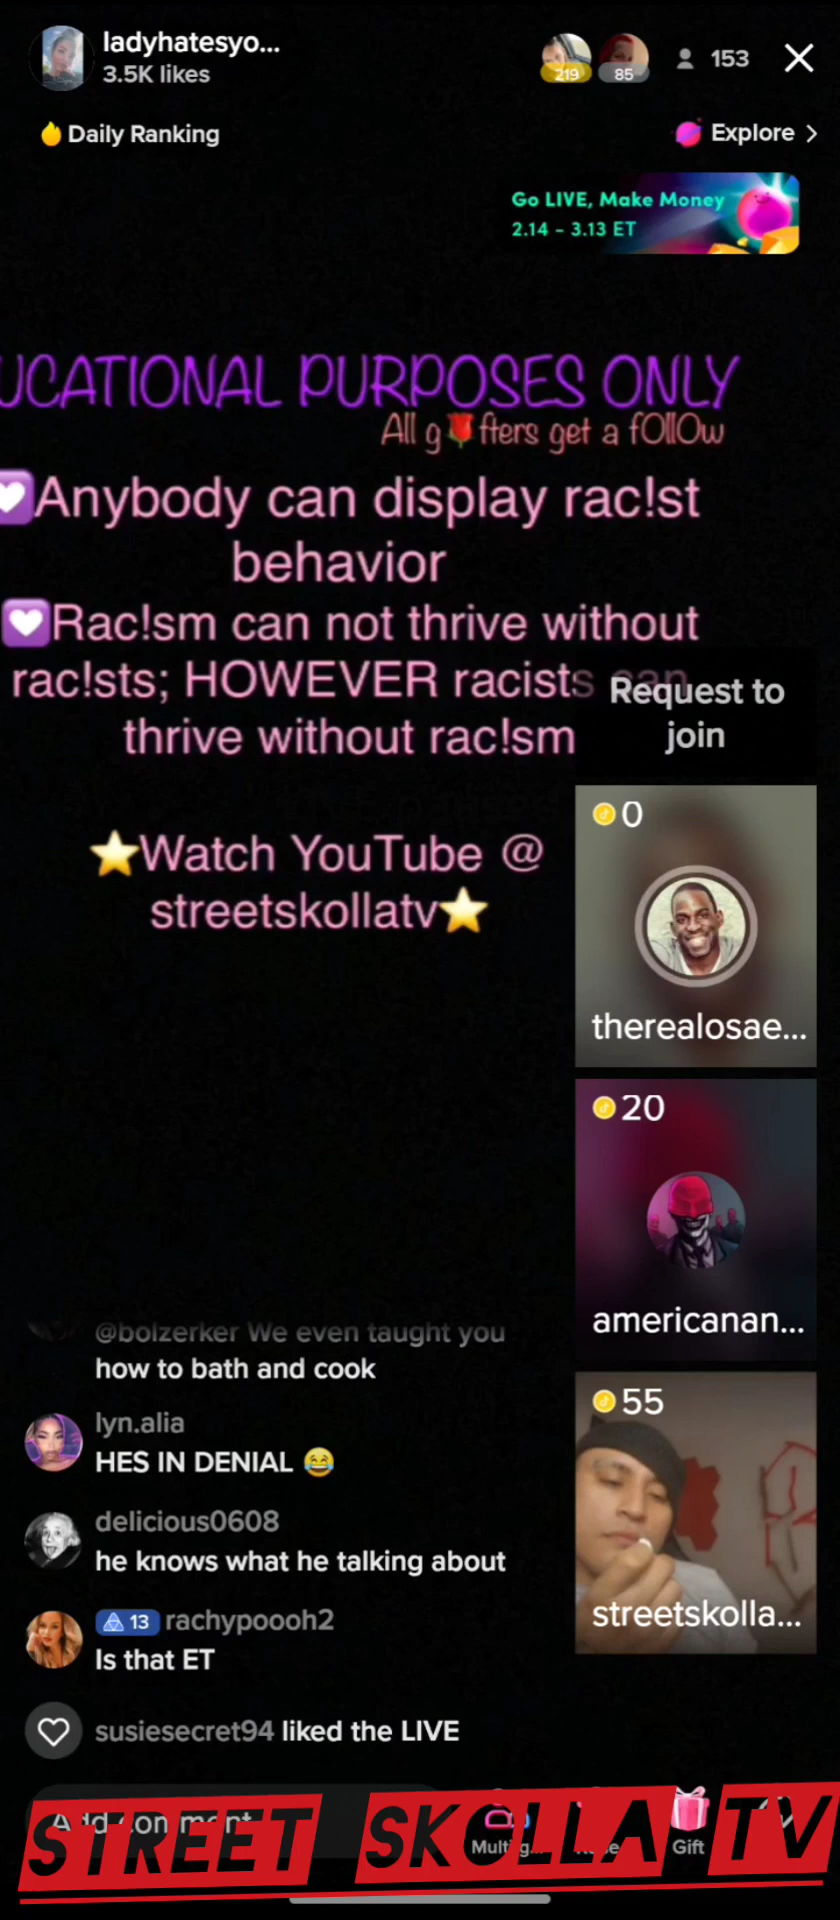 ladyhatesyo...
3.5K likes
219
85
153
Daily Ranking
Explore >
Go LIVE, Make Money
2.14 - 3.13 ET
UCATIONAL PURPOSES ONLY
All g🌹fters get a fOllOw
💟Anybody can display rac!st
behavior
💟Rac!sm can not thrive without
rac!sts; HOWEVER racists can
thrive without rac!sm
Request to
join
⭐Watch YouTube @
streetskollatv⭐
0
therealosae...
20
americanan...
55
streetskolla...
@bolzerker We even taught you
how to bath and cook
lyn.alia
HES IN DENIAL 😂
delicious0608
he knows what he talking about
13 rachypoooh2
Is that ET
susiesecret94 liked the LIVE
Add comment
Gift
STREET SKOLLA TV